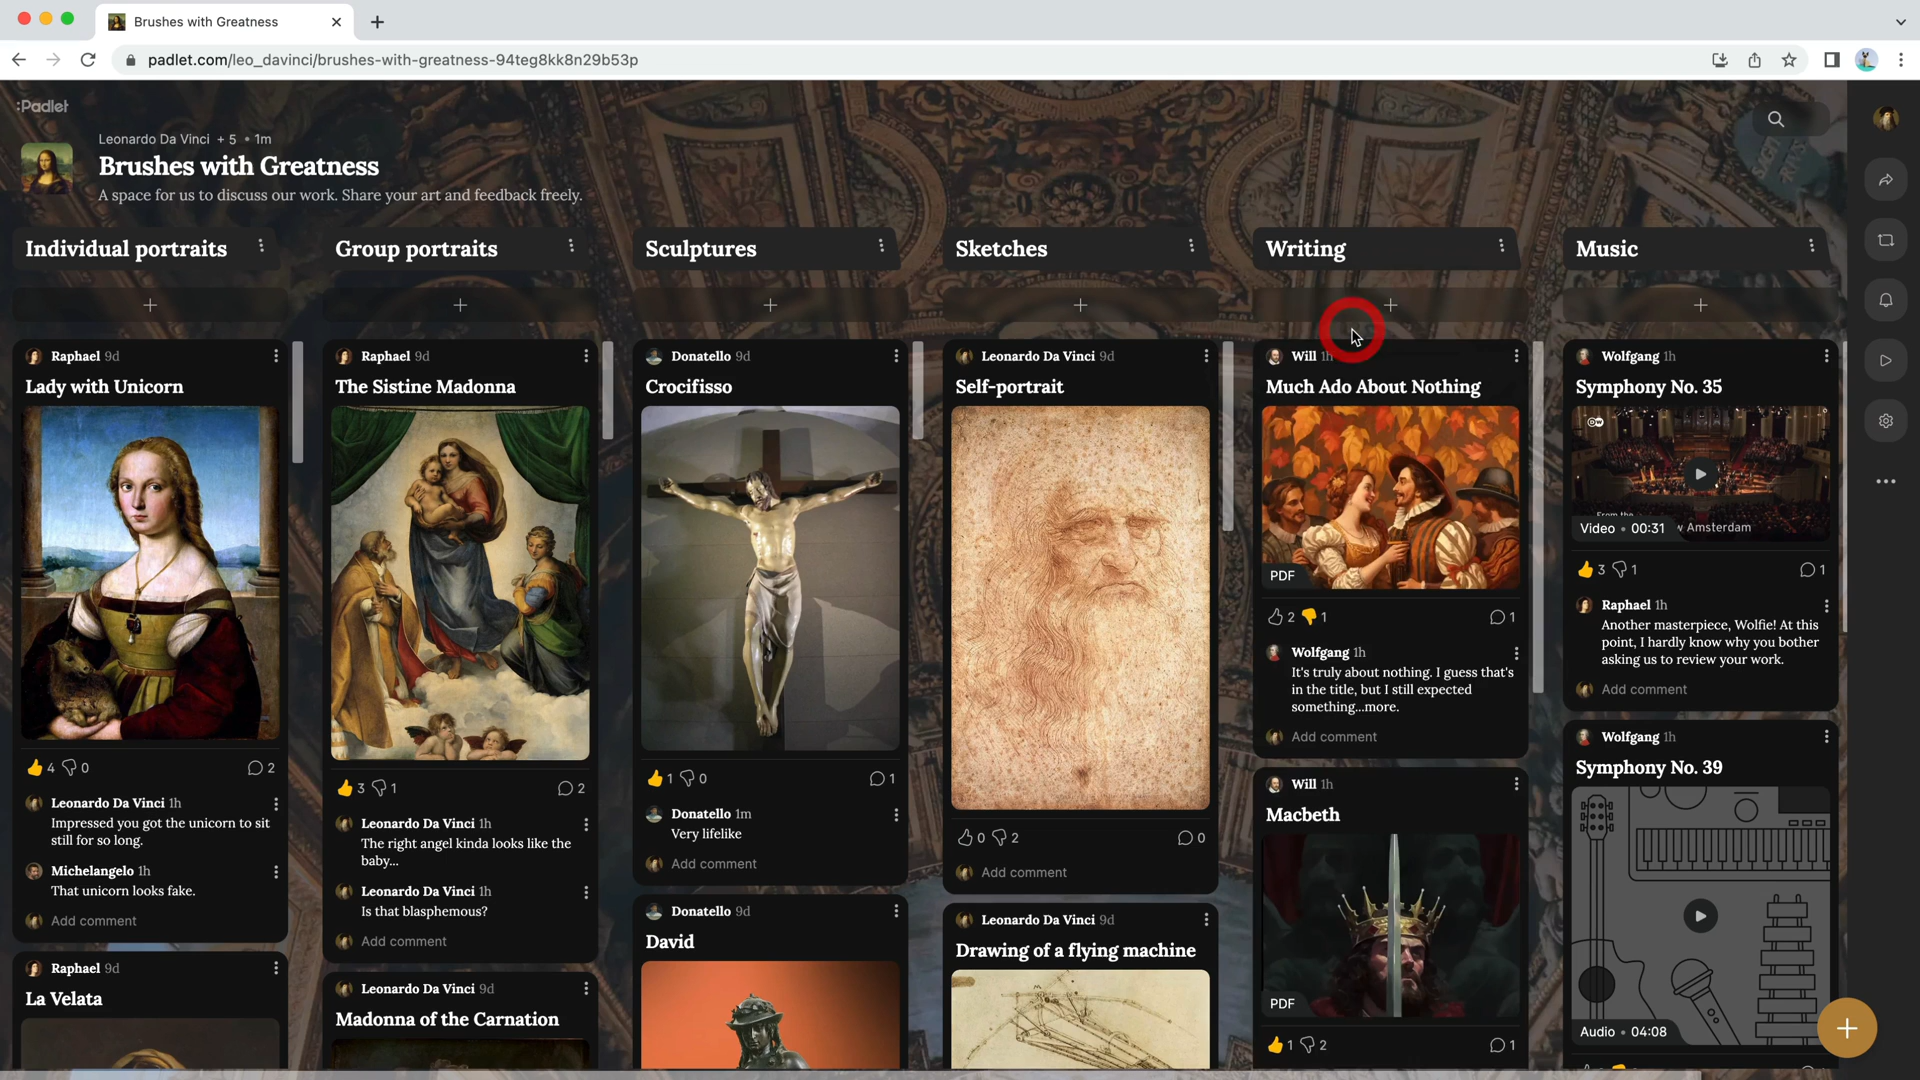 Brushes with Greatness
padlet.com/leo_davinci/brushes-with-greatness-94teg8kk8n29b53p
:Padlet
Leonardo Da Vinci + 5 • 1m
Brushes with Greatness
A space for us to discuss our work. Share your art and feedback freely.
Individual portraits
Raphael 9d
Lady with Unicorn
4 0 2
Leonardo Da Vinci 1h
Impressed you got the unicorn to sit
still for so long.
Michelangelo 1h
That unicorn looks fake.
Add comment
Raphael 9d
La Velata
Group portraits
Raphael 9d
The Sistine Madonna
3 1 2
Leonardo Da Vinci 1h
The right angel kinda looks like the
baby...
Leonardo Da Vinci 1h
Is that blasphemous?
Add comment
Leonardo Da Vinci 9d
Madonna of the Carnation
Sculptures
Donatello 9d
Crocifisso
1 0 1
Donatello 1m
Very lifelike
Add comment
Donatello 9d
David
Sketches
Leonardo Da Vinci 9d
Self-portrait
0 2 0
Add comment
Leonardo Da Vinci 9d
Drawing of a flying machine
Writing
Will 1h
Much Ado About Nothing
PDF
2 1 1
Wolfgang 1h
It's truly about nothing. I guess that's
in the title, but I still expected
something...more.
Add comment
Will 1h
Macbeth
PDF
1 2 1
Music
Wolfgang 1h
Symphony No. 35
From the
Video • 00:31 w Amsterdam
3 1 1
Raphael 1h
Another masterpiece, Wolfie! At this
point, I hardly know why you bother
asking us to review your work.
Add comment
Wolfgang 1h
Symphony No. 39
Audio • 04:08